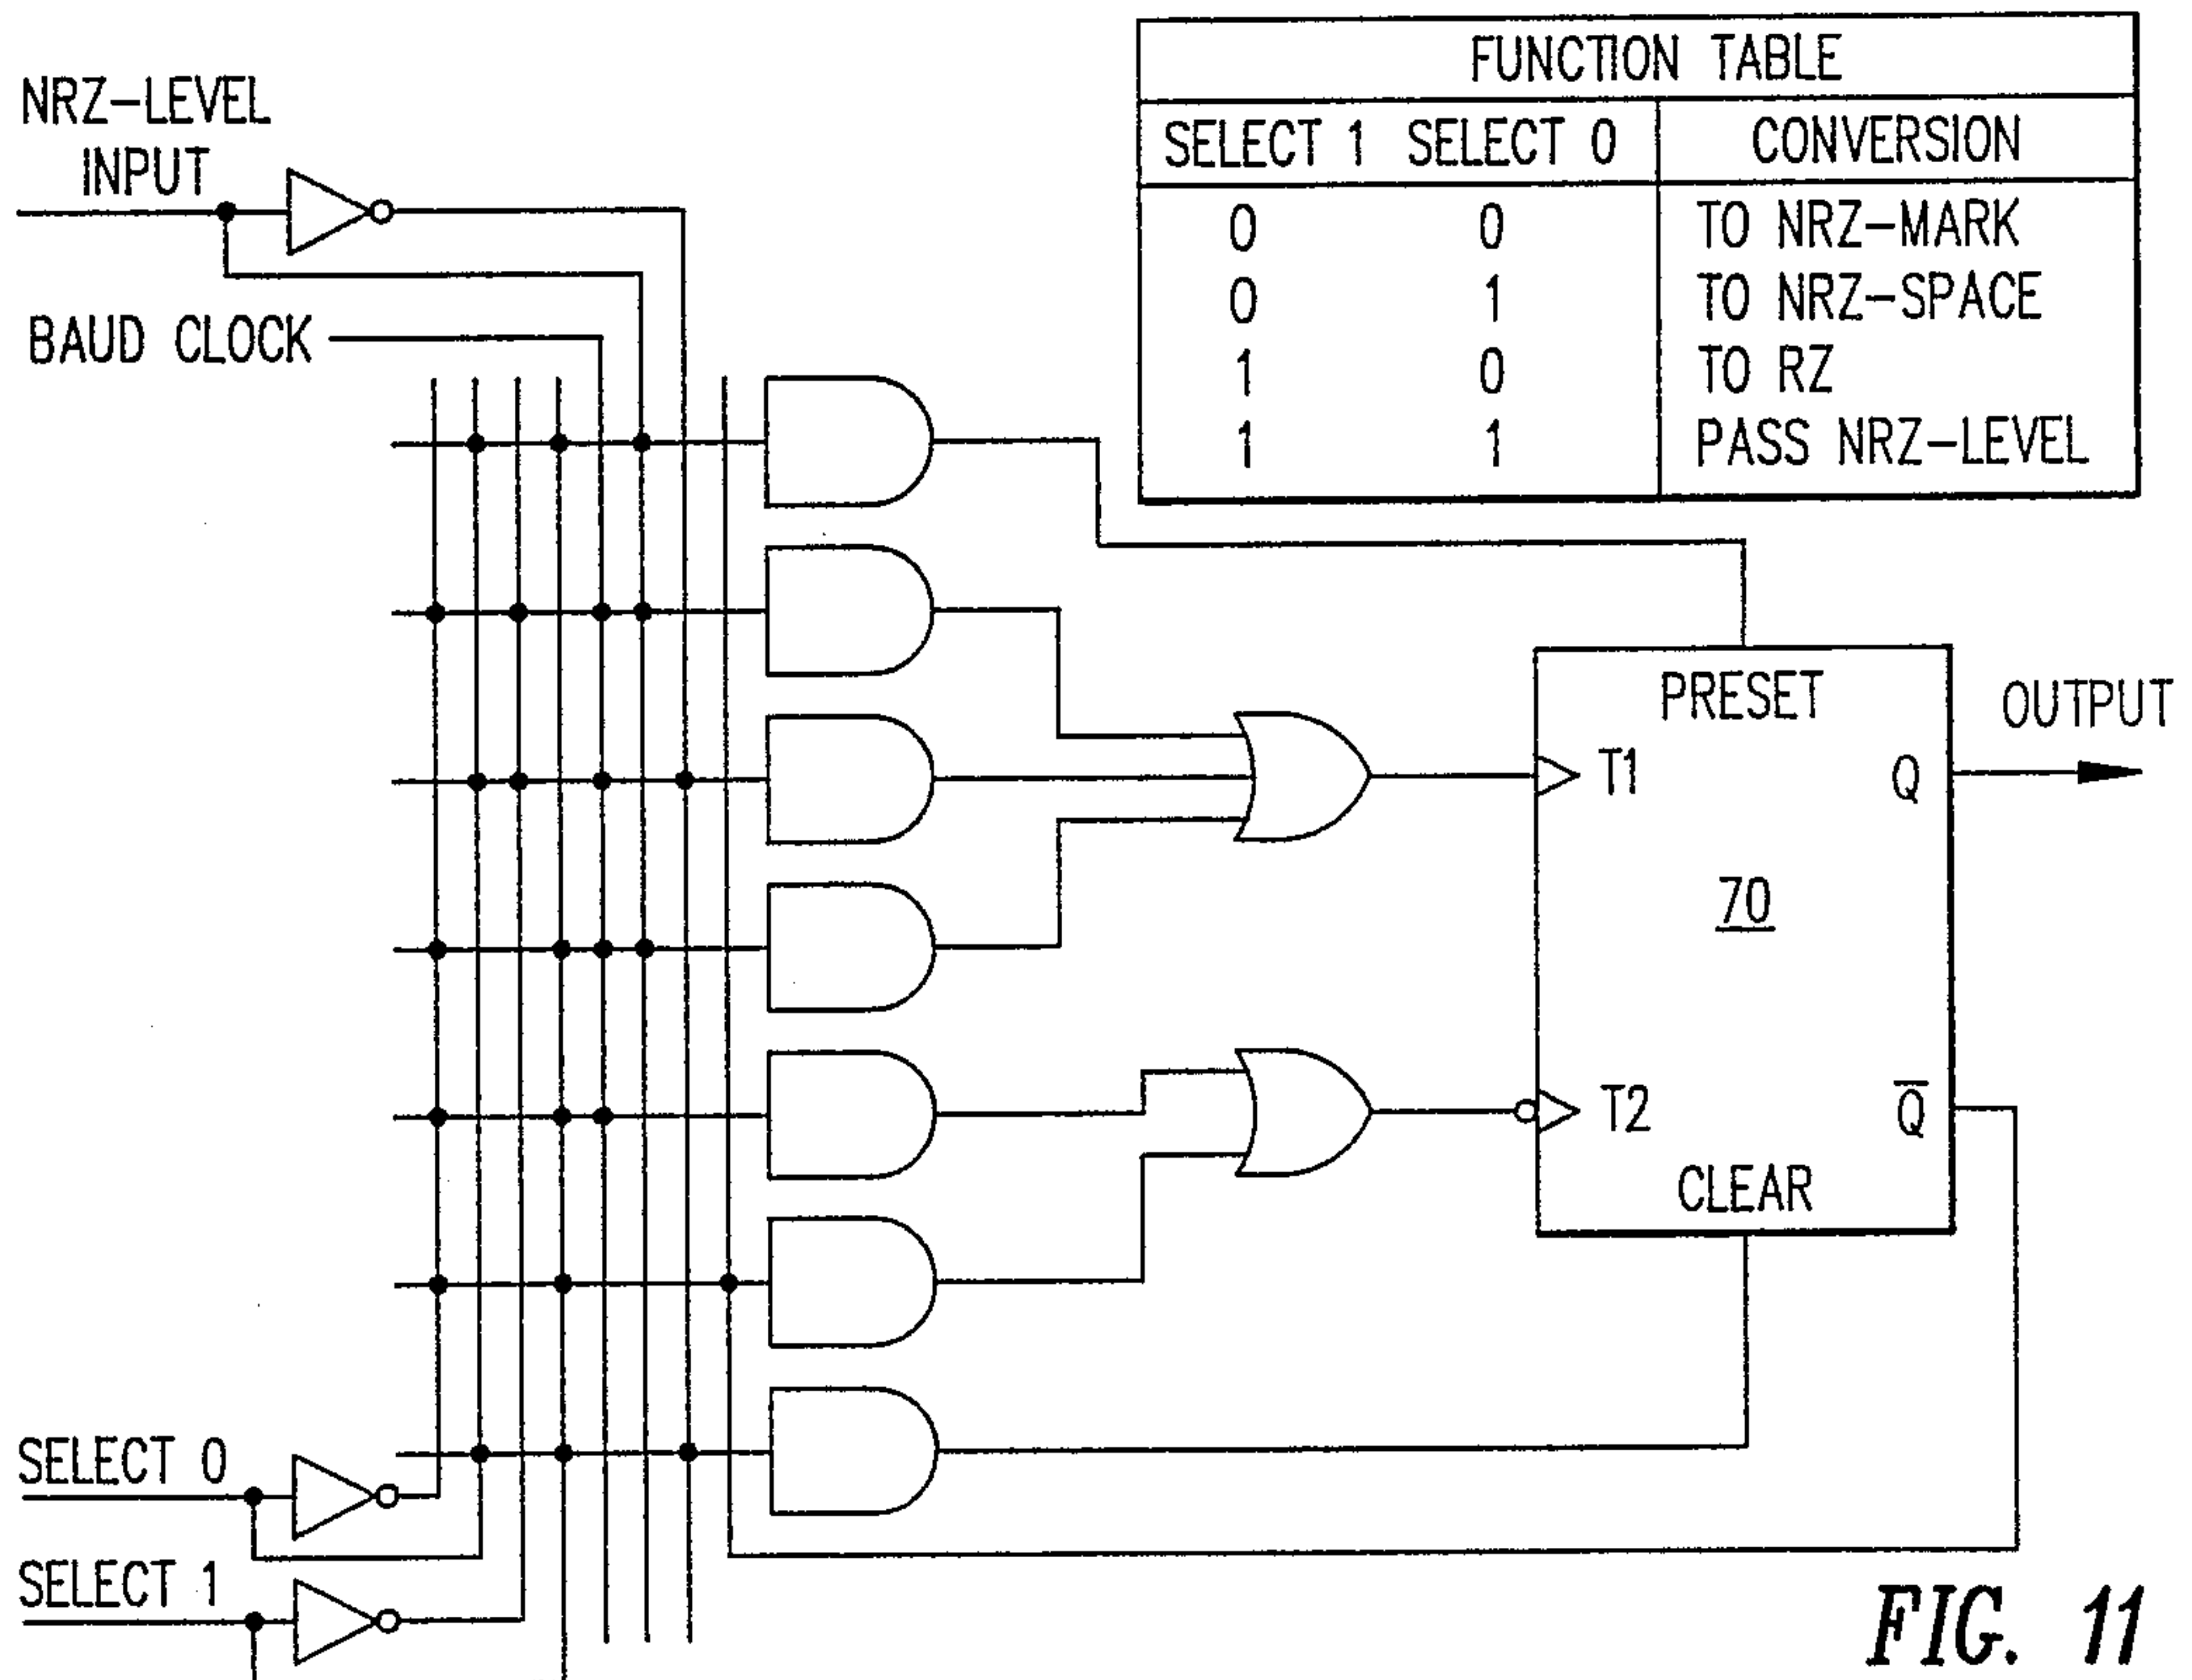 FUNCTION TABLE
SELECT 1 SELECT 0 CONVERSION
0 0 TO NRZ-MARK
0 1 TO NRZ-SPACE
1 0 TO RZ
1 1 PASS NRZ-LEVEL
NRZ-LEVEL
INPUT
BAUD CLOCK
PRESET
OUTPUT
T1
Q
70
T2
Q̅
CLEAR
SELECT 0
SELECT 1
FIG. 11